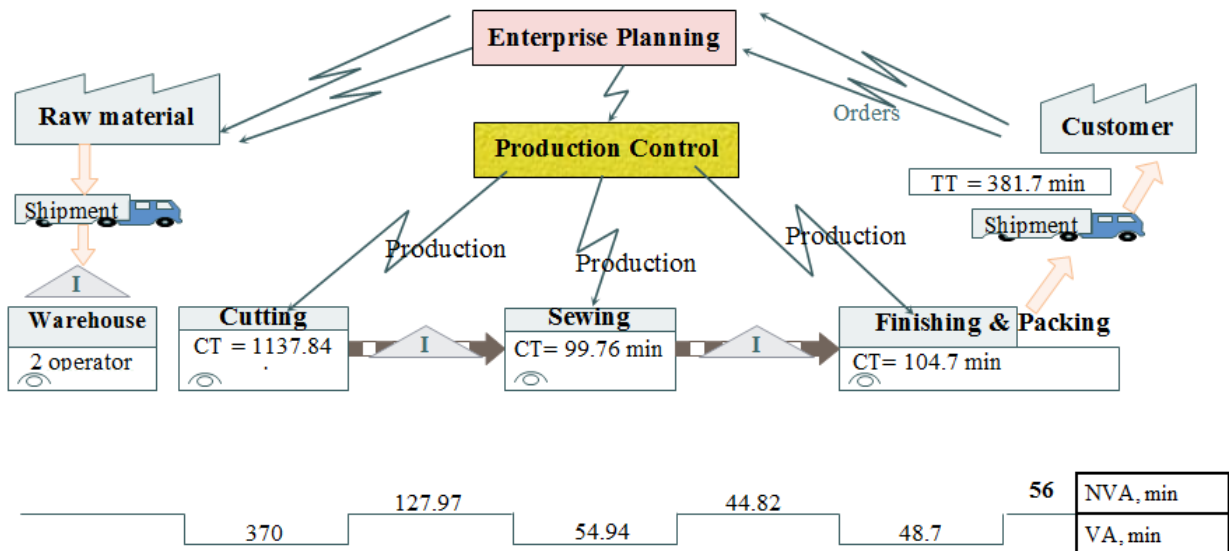 Enterprise Planning
Raw material
Orders
Customer
Production Control
TT = 381.7 min
Shipment
Shipment
Production
Production
Production
I
Warehouse
2 operator
Cutting
CT = 1137.84
I
Sewing
CT= 99.76 min
I
Finishing & Packing
CT= 104.7 min
127.97
44.82
56
NVA, min
370
54.94
48.7
VA, min